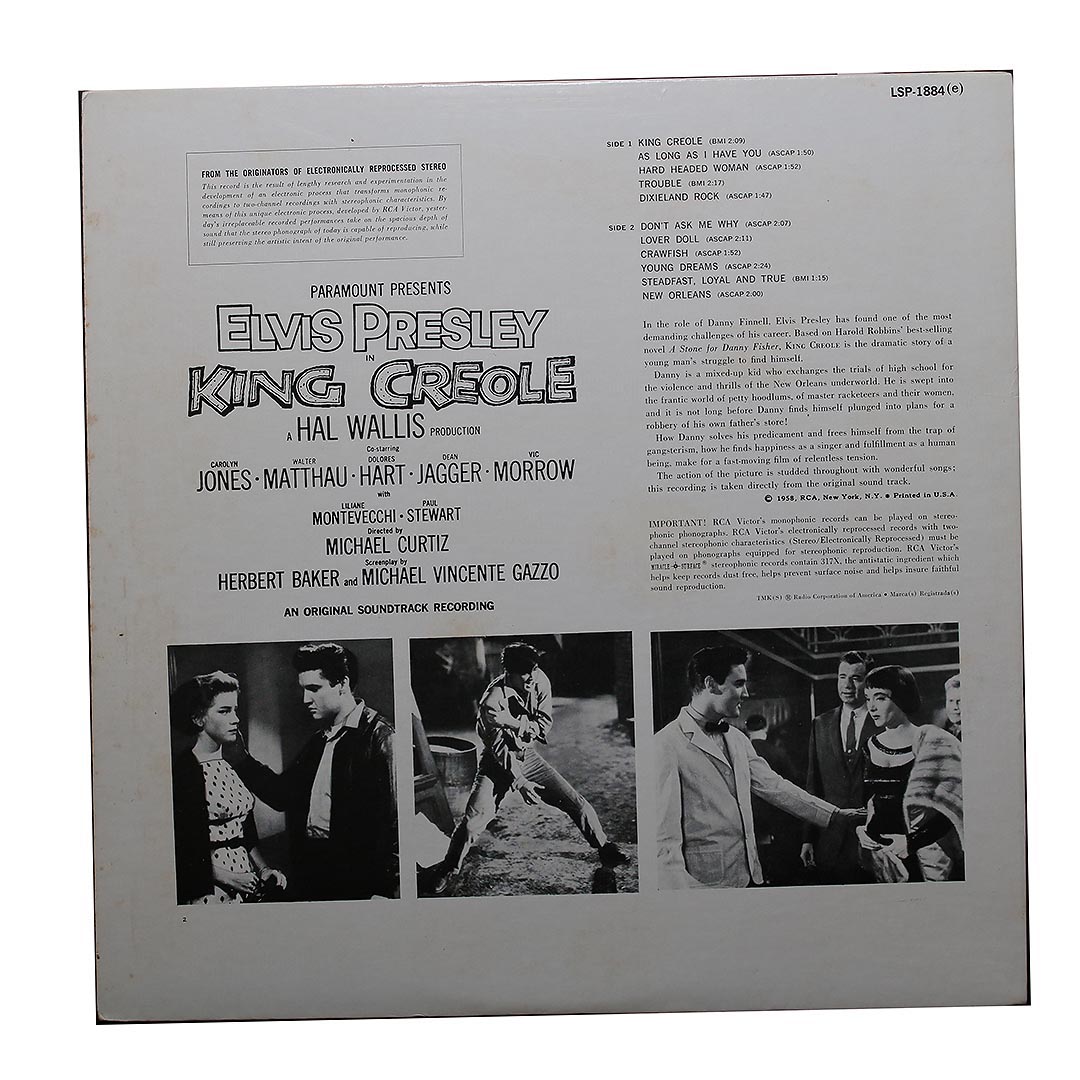 LSP-1884(e)
FROM THE ORIGINATORS OF ELECTRONICALLY REPROCESSED STEREO
This record is the result of lengthy research and experimentation in the
development of an electronic process that transforms monophonic re-
cordings to two-channel recordings with stereophonic characteristics. By
means of this unique electronic process, developed by RCA Victor, yester-
day's irreplaceable recorded performances take on the spacious depth of
sound that the stereo phonograph of today is capable of reproducing, while
still preserving the artistic intent of the original performance.
PARAMOUNT PRESENTS
ELVIS PRESLEY
IN
KING CREOLE
A HAL WALLIS PRODUCTION
Co-starring
CAROLYN JONES · WALTER MATTHAU · DOLORES HART · DEAN JAGGER · VIC MORROW
with
LILIANE MONTEVECCHI · PAUL STEWART
Directed by
MICHAEL CURTIZ
Screenplay by
HERBERT BAKER and MICHAEL VINCENTE GAZZO
AN ORIGINAL SOUNDTRACK RECORDING
SIDE 1 KING CREOLE (BMI 2:09)
AS LONG AS I HAVE YOU (ASCAP 1:50)
HARD HEADED WOMAN (ASCAP 1:52)
TROUBLE (BMI 2:17)
DIXIELAND ROCK (ASCAP 1:47)
SIDE 2 DON'T ASK ME WHY (ASCAP 2:07)
LOVER DOLL (ASCAP 2:11)
CRAWFISH (ASCAP 1:52)
YOUNG DREAMS (ASCAP 2:24)
STEADFAST, LOYAL AND TRUE (BMI 1:15)
NEW ORLEANS (ASCAP 2:00)
In the role of Danny Finnell, Elvis Presley has found one of the most
demanding challenges of his career. Based on Harold Robbins' best-selling
novel A Stone for Danny Fisher, KING CREOLE is the dramatic story of a
young man's struggle to find himself.
Danny is a mixed-up kid who exchanges the trials of high school for
the violence and thrills of the New Orleans underworld. He is swept into
the frantic world of petty hoodlums, of master racketeers and their women,
and it is not long before Danny finds himself plunged into plans for a
robbery of his own father's store!
How Danny solves his predicament and frees himself from the trap of
gangsterism, how he finds happiness as a singer and fulfillment as a human
being, make for a fast-moving film of relentless tension.
The action of the picture is studded throughout with wonderful songs;
this recording is taken directly from the original sound track.
© 1958, RCA, New York, N.Y. ● Printed in U.S.A.
IMPORTANT! RCA Victor's monophonic records can be played on stereo-
phonic phonographs. RCA Victor's electronically reprocessed records with two-
channel stereophonic characteristics (Stereo/Electronically Reprocessed) must be
played on phonographs equipped for stereophonic reproduction. RCA Victor's
MIRACLE-SURFACE® stereophonic records contain 317X, the antistatic ingredient which
helps keep records dust free, helps prevent surface noise and helps insure faithful
sound reproduction.
TMK(S) ® Radio Corporation of America ● Marca(s) Registrada(s)
2